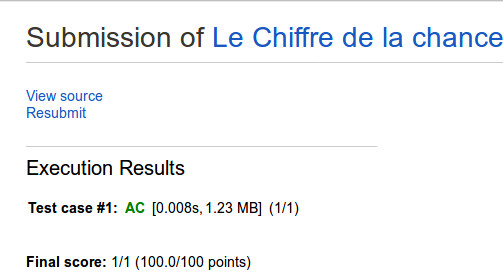 Submission of Le Chiffre de la chance
View source
Resubmit
Execution Results
Test case #1: AC [0.008s, 1.23 MB] (1/1)
Final score: 1/1 (100.0/100 points)